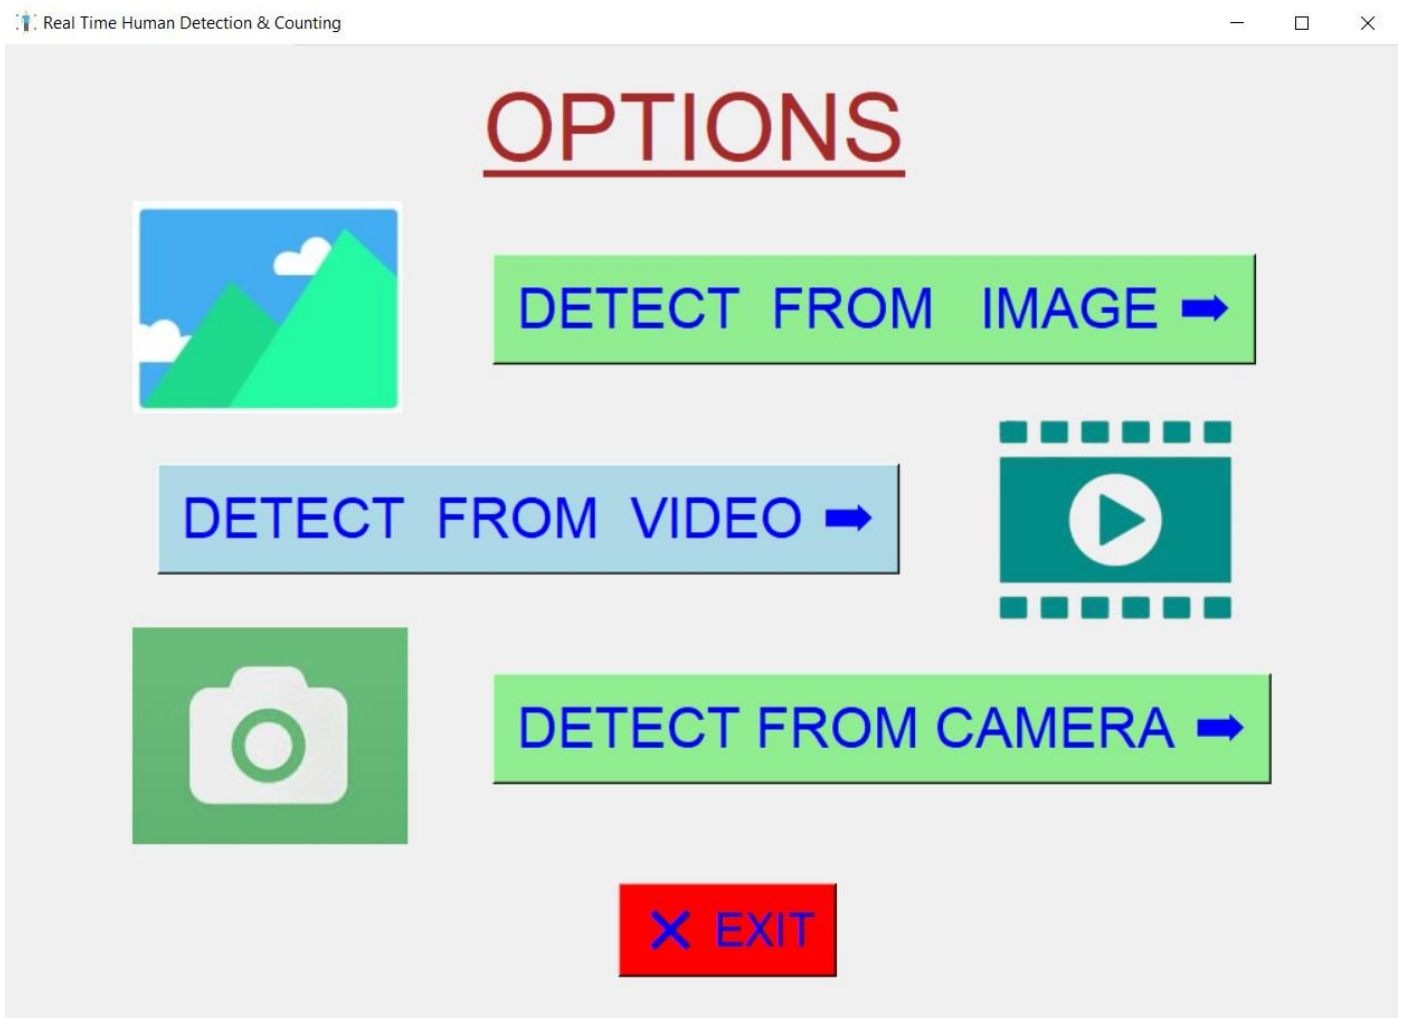 Real Time Human Detection & Counting
OPTIONS
DETECT FROM IMAGE ➡
DETECT FROM VIDEO ➡
DETECT FROM CAMERA ➡
✕ EXIT